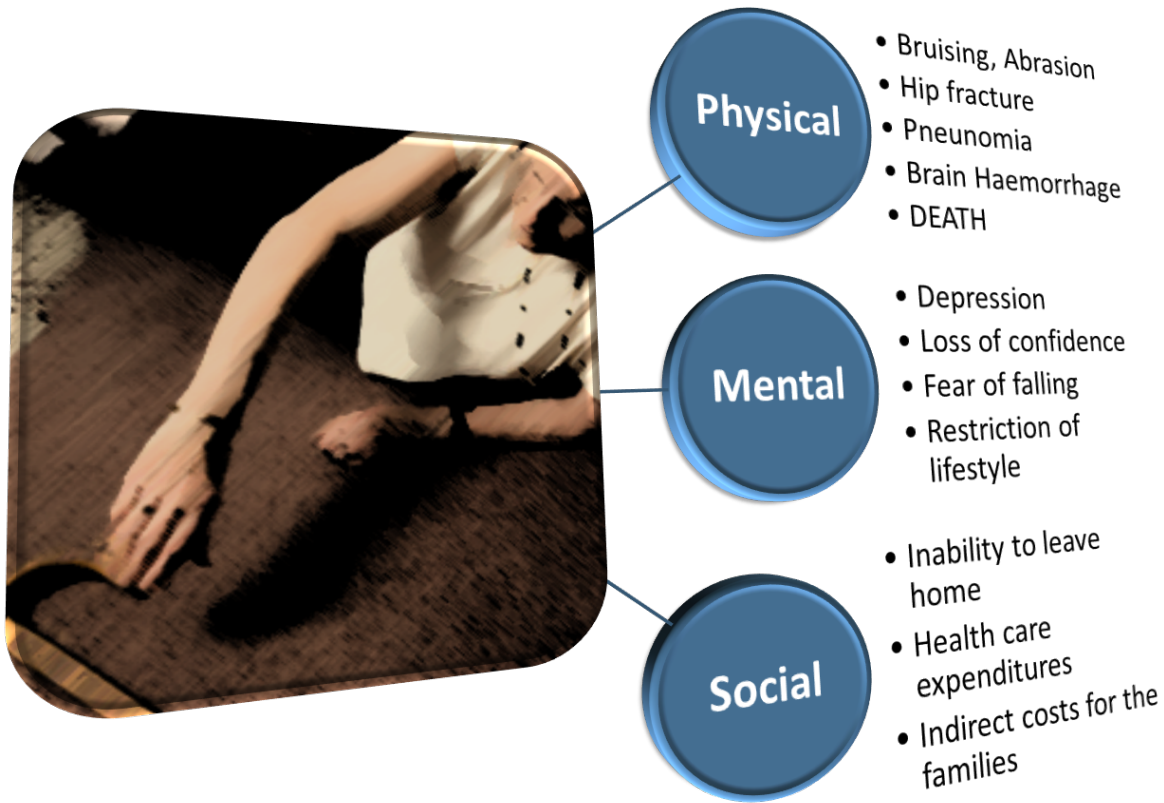 Physical
• Bruising, Abrasion
• Hip fracture
• Pneunomia
• Brain Haemorrhage
• DEATH
Mental
• Depression
• Loss of confidence
• Fear of falling
• Restriction of
lifestyle
Social
• Inability to leave
home
• Health care
expenditures
• Indirect costs for the
families